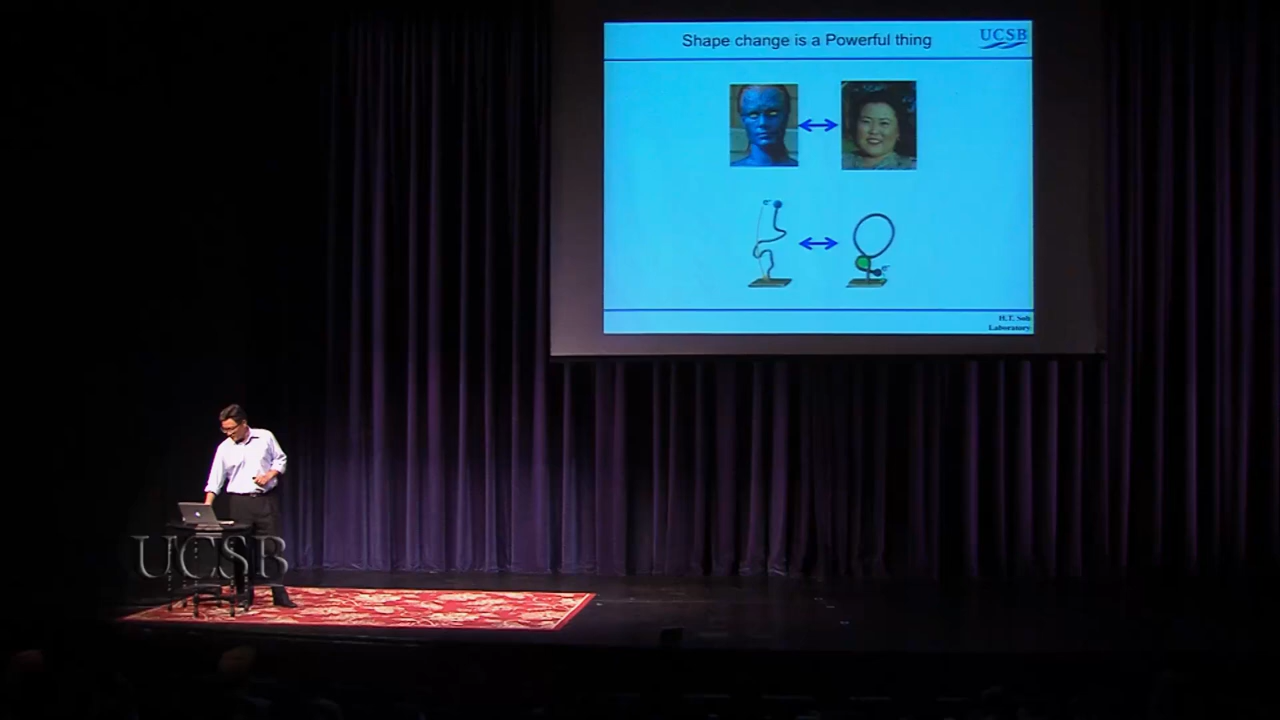 Shape change is a Powerful thing
UCSB
e⁻
H.T. Soh
Laboratory
UCSB